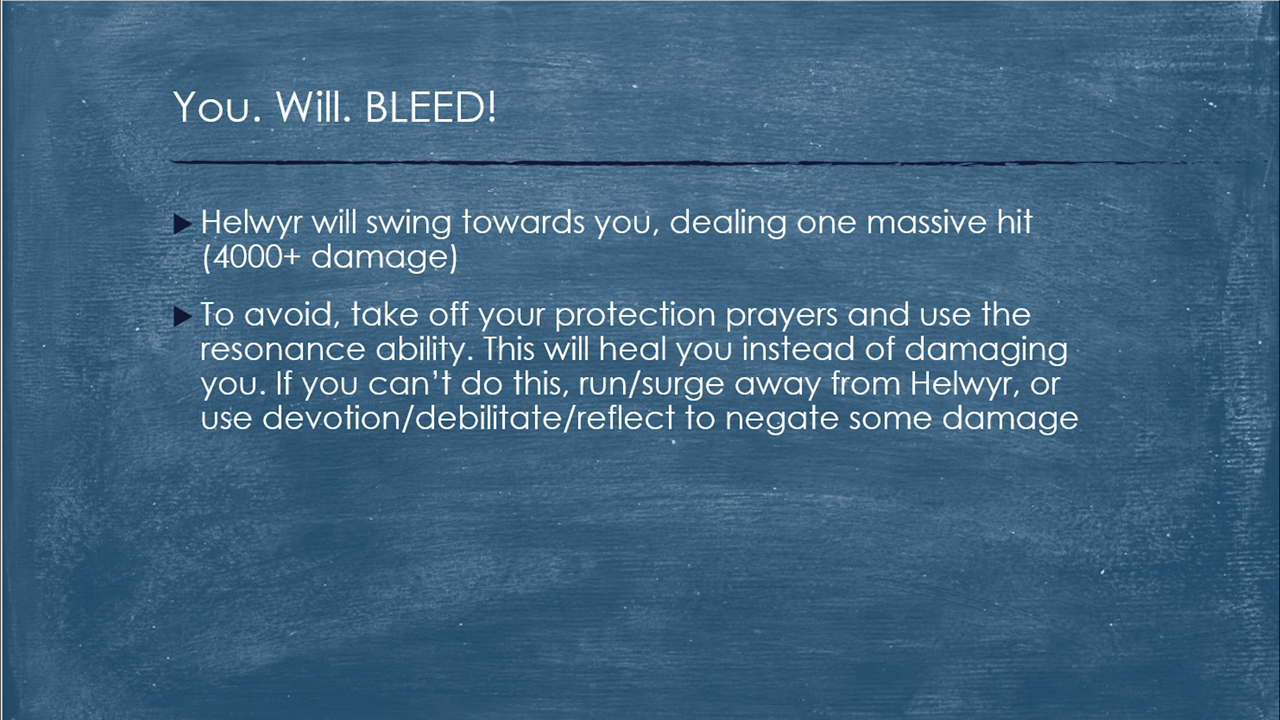 You. Will. BLEED!
Helwyr will swing towards you, dealing one massive hit
(4000+ damage)
To avoid, take off your protection prayers and use the
resonance ability. This will heal you instead of damaging
you. If you can’t do this, run/surge away from Helwyr, or
use devotion/debilitate/reflect to negate some damage